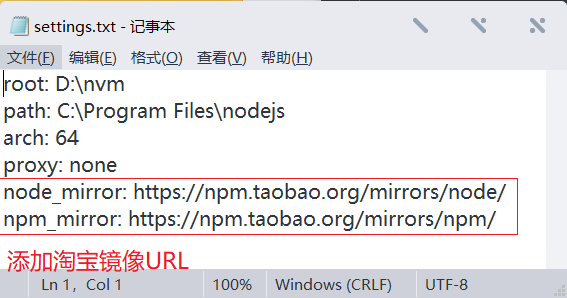 settings.txt - 记事本
文件(F) 编辑(E) 格式(O) 查看(V) 帮助(H)
root: D:\nvm
path: C:\Program Files\nodejs
arch: 64
proxy: none
node_mirror: https://npm.taobao.org/mirrors/node/
npm_mirror: https://npm.taobao.org/mirrors/npm/
添加淘宝镜像URL
Ln 1, Col 1 100% Windows (CRLF) UTF-8